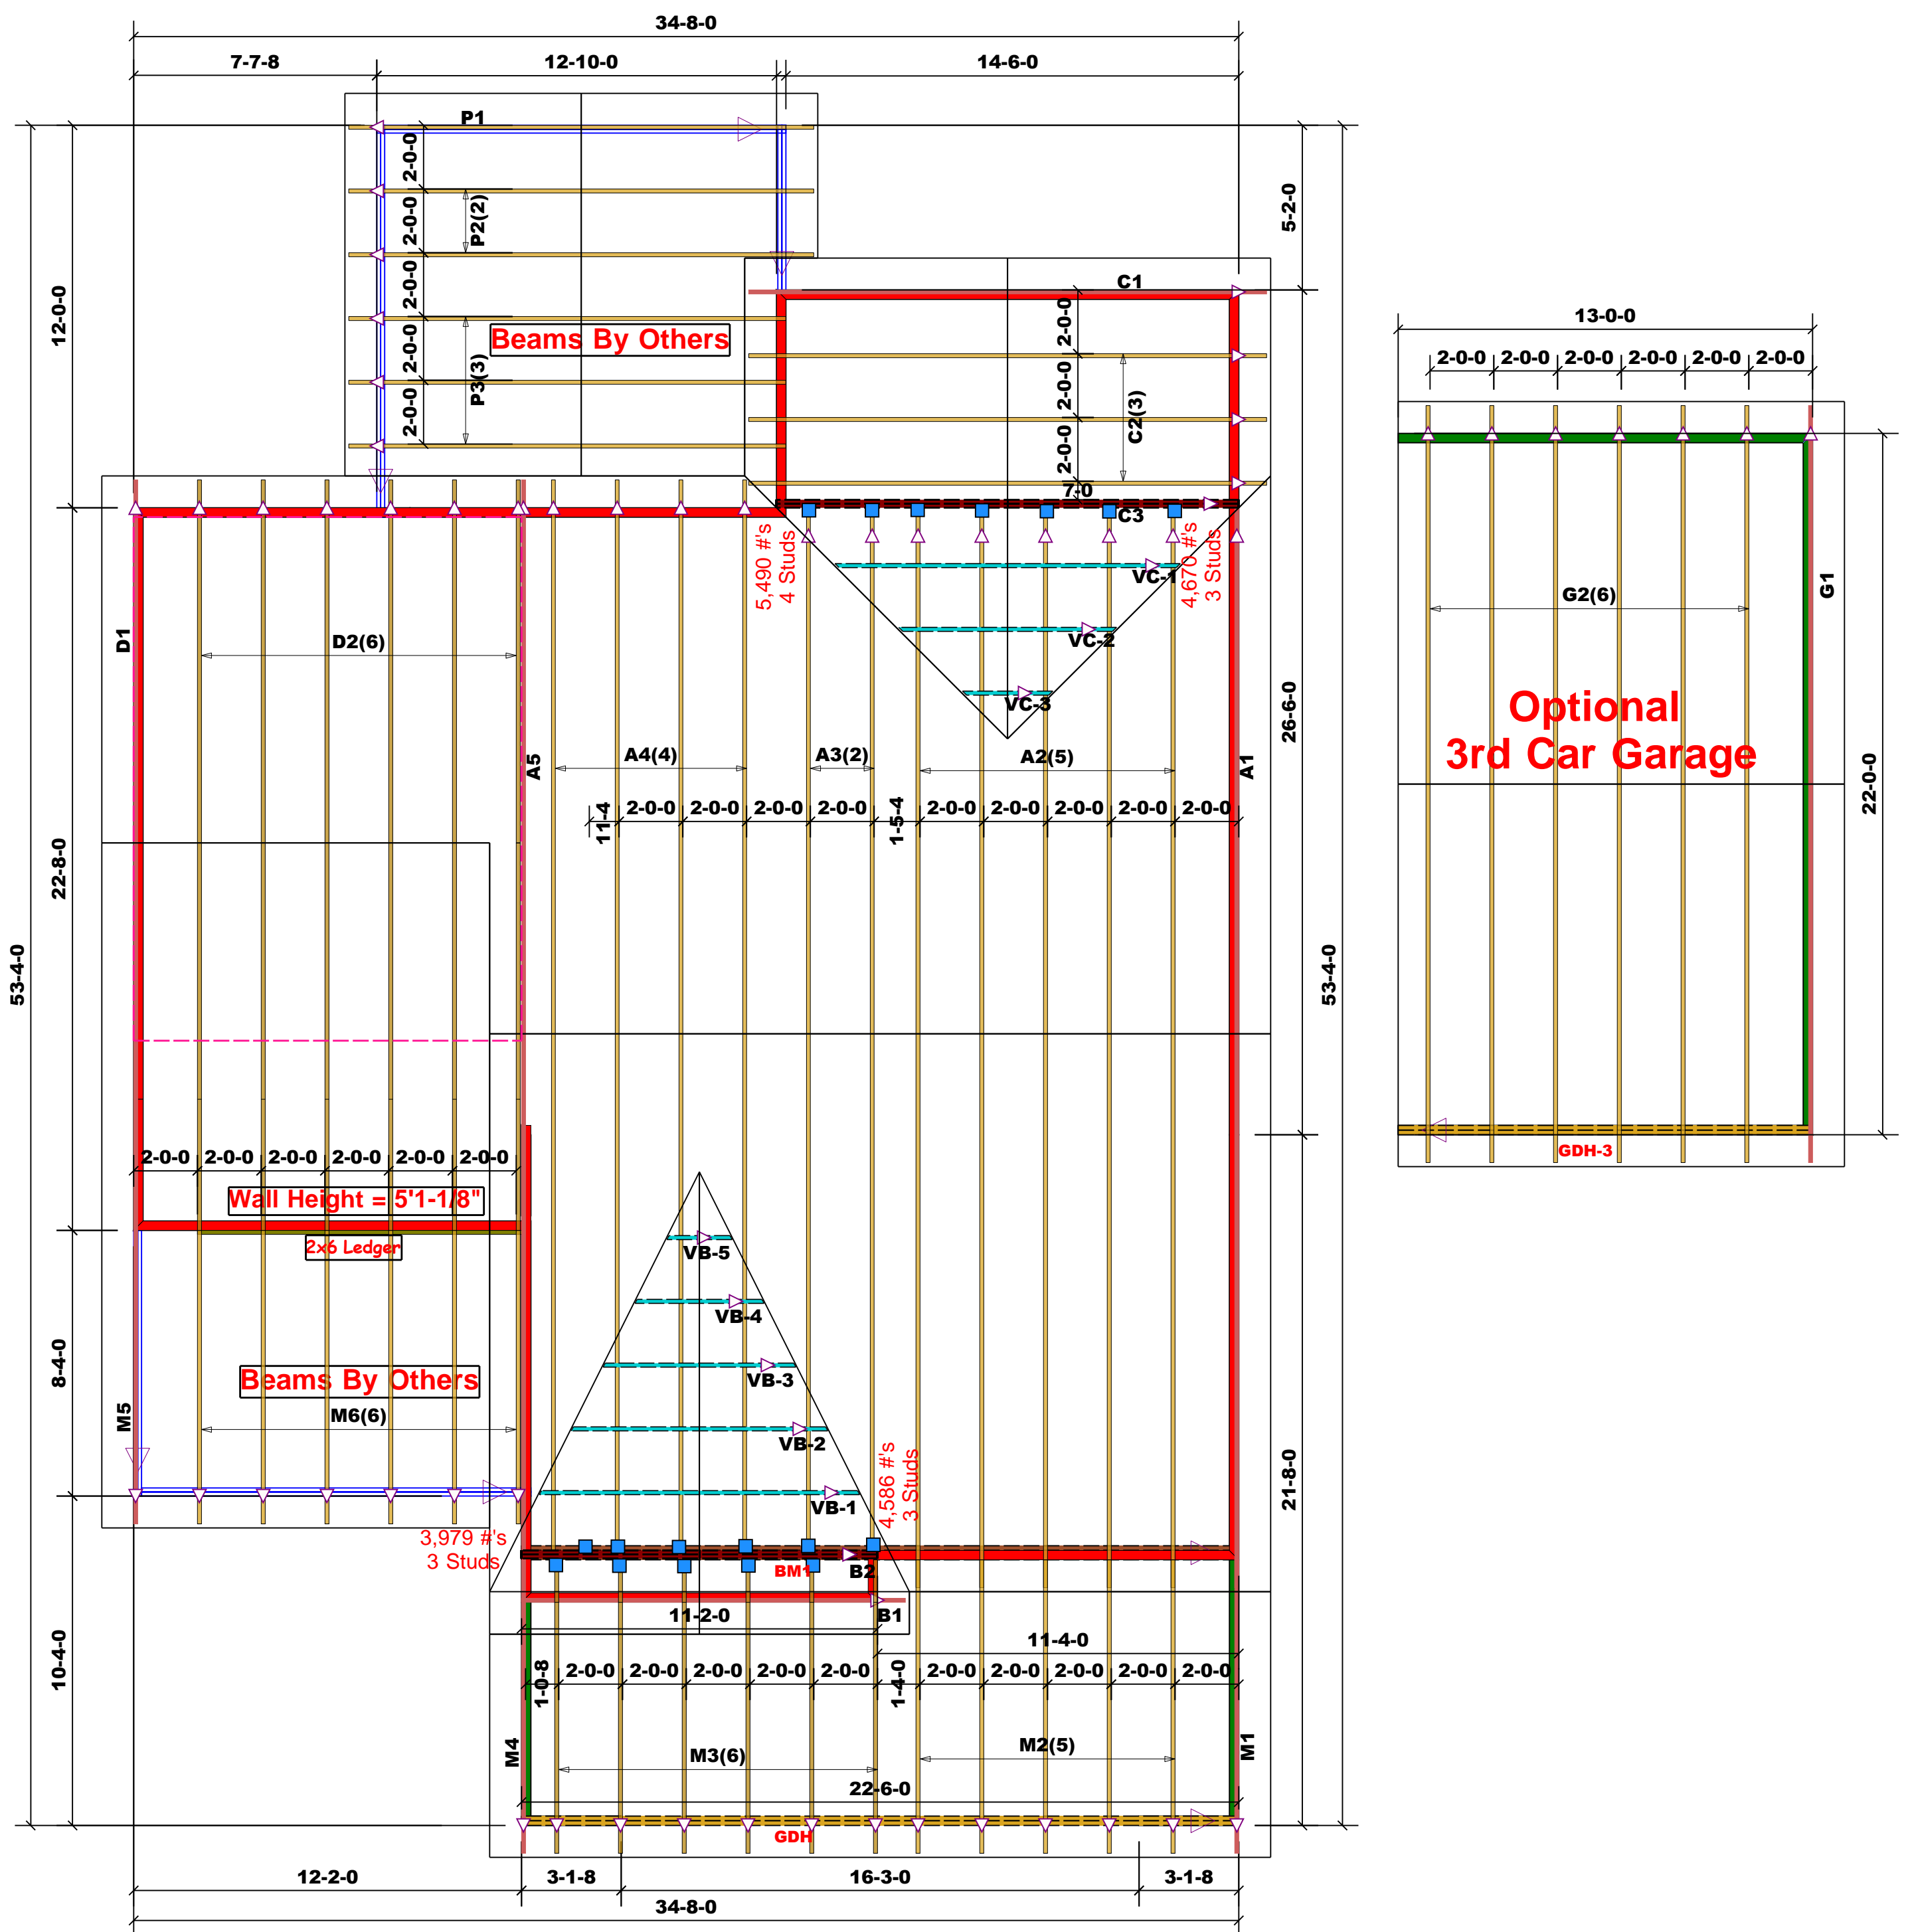 34-8-0
7-7-8
12-10-0
14-6-0
P1
2-0-0
2-0-0
2-0-0
2-0-0
2-0-0
P2(2)
P3(3)
Beams By Others
12-0-0
5-2-0
C1
2-0-0
2-0-0
2-0-0
C2(3)
7-0
C3
5,490 #'s
4 Studs
4,670 #'s
3 Studs
VC-1
VC-2
VC-3
13-0-0
2-0-0 2-0-0 2-0-0 2-0-0 2-0-0 2-0-0
G2(6)
G1
Optional
3rd Car Garage
22-0-0
GDH-3
D1
D2(6)
A5
A4(4)
A3(2)
A2(5)
A1
26-6-0
11-4 2-0-0 2-0-0 2-0-0 2-0-0 1-5-4 2-0-0 2-0-0 2-0-0 2-0-0 2-0-0
22-8-0
53-4-0
53-4-0
2-0-0 2-0-0 2-0-0 2-0-0 2-0-0 2-0-0
Wall Height = 5'1-1/8"
2x6 Ledger
VB-5
VB-4
VB-3
VB-2
VB-1
8-4-0
Beams By Others
M5
M6(6)
4,586 #'s
3 Studs
21-8-0
3,979 #'s
3 Studs
BM1
B2
B1
11-2-0
11-4-0
10-4-0
1-0-8 2-0-0 2-0-0 2-0-0 2-0-0 2-0-0 1-4-0 2-0-0 2-0-0 2-0-0 2-0-0 2-0-0
M4
M3(6)
M2(5)
M1
22-6-0
GDH
12-2-0
3-1-8
16-3-0
3-1-8
34-8-0